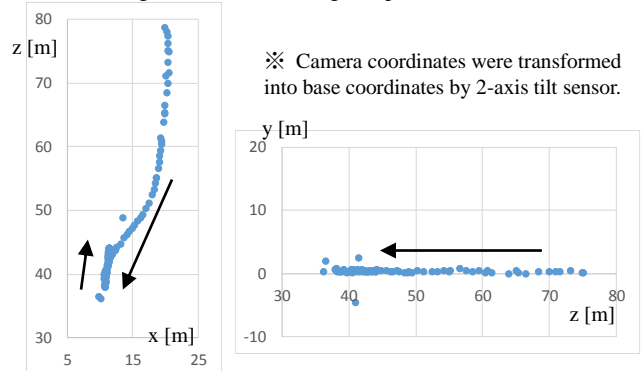 80
z [m]
70
60
50
40
30
x [m]
5
15
25
※ Camera coordinates were transformed
into base coordinates by 2-axis tilt sensor.
y [m]
20
10
0
30 40 50 60 70 80
z [m]
-10